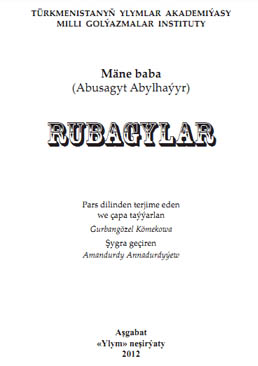 TÜRKMENISTANYŇ YLYMLAR AKADEMIÝASY
MILLI GOLÝAZMALAR INSTITUTY
Mäne baba
(Abusagyt Abylhaýyr)
RUBAGYLAR
Pars dilinden terjime eden
we çapa taýýarlan
Gurbangözel Kömekowa
Şygra geçiren
Amandurdy Annadurdyýew
Aşgabat
«Ylym» neşirýaty
2012